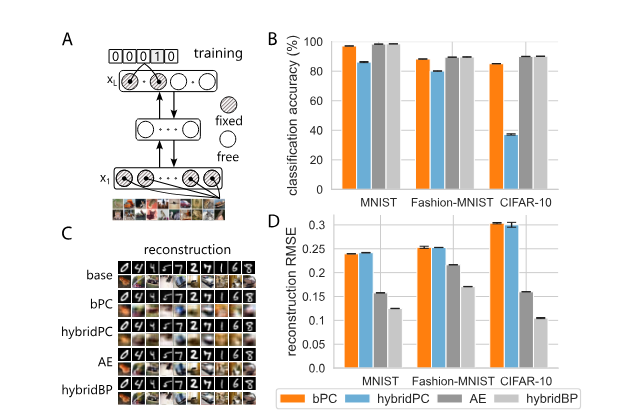 A
training
0 0 0 1 0
xL
fixed
free
x1
B
classification accuracy (%)
100
80
60
40
20
0
MNIST
Fashion-MNIST
CIFAR-10
C
reconstruction
base
bPC
hybridPC
AE
hybridBP
D
reconstruction RMSE
0.3
0.25
0.2
0.15
0.1
0.05
0.0
MNIST
Fashion-MNIST
CIFAR-10
bPC
hybridPC
AE
hybridBP